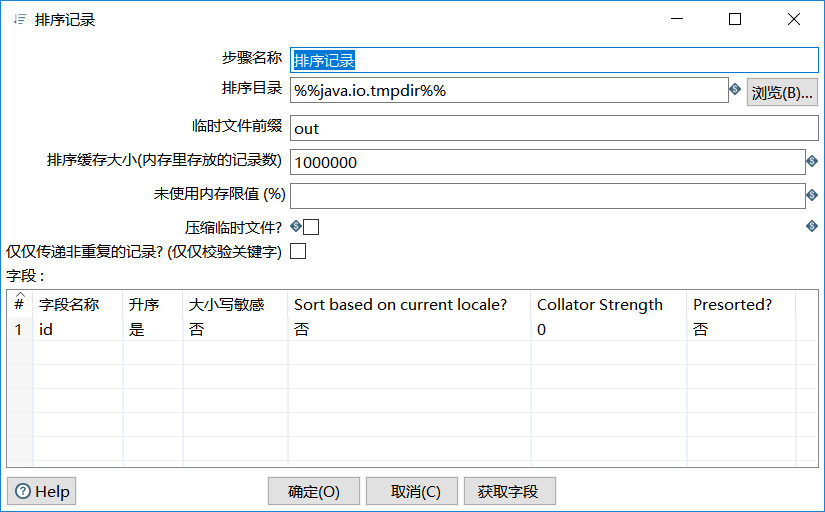 排序记录
步骤名称 排序记录
排序目录 %%java.io.tmpdir%% 浏览(B)...
临时文件前缀 out
排序缓存大小(内存里存放的记录数) 1000000
未使用内存限值 (%)
压缩临时文件?
仅仅传递非重复的记录? (仅仅校验关键字)
字段 :
# 字段名称 升序 大小写敏感 Sort based on current locale? Collator Strength Presorted?
1 id 是 否 否 0 否
Help 确定(O) 取消(C) 获取字段